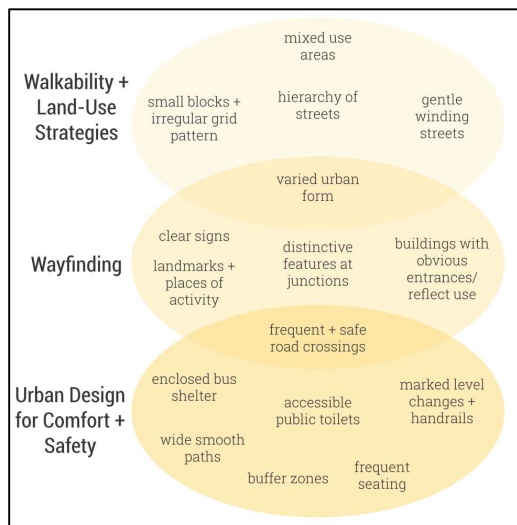 Walkability +
Land-Use
Strategies
mixed use
areas
small blocks +
irregular grid
pattern
hierarchy of
streets
gentle
winding
streets
varied urban
form
Wayfinding
clear signs
landmarks +
places of
activity
distinctive
features at
junctions
buildings with
obvious
entrances/
reflect use
frequent + safe
road crossings
Urban Design
for Comfort +
Safety
enclosed bus
shelter
accessible
public toilets
marked level
changes +
handrails
wide smooth
paths
buffer zones
frequent
seating